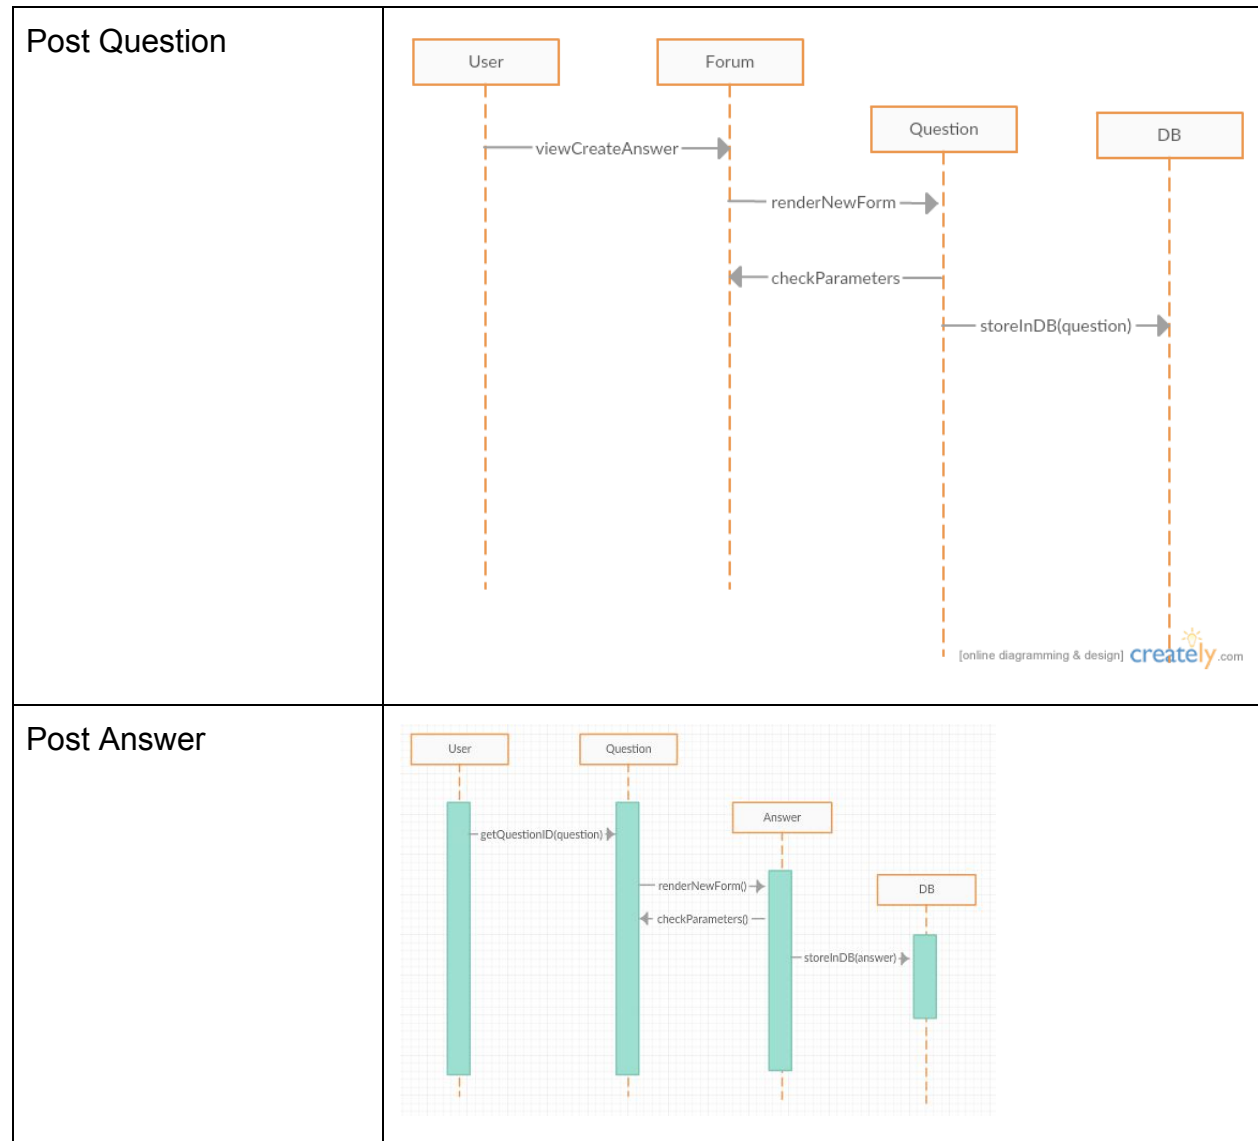 Post Question
User
Forum
Question
DB
viewCreateAnswer
renderNewForm
checkParameters
storeInDB(question)
[online diagramming & design] creately.com
Post Answer
User
Question
Answer
DB
getQuestionID(question)
renderNewForm()
checkParameters()
storeInDB(answer)